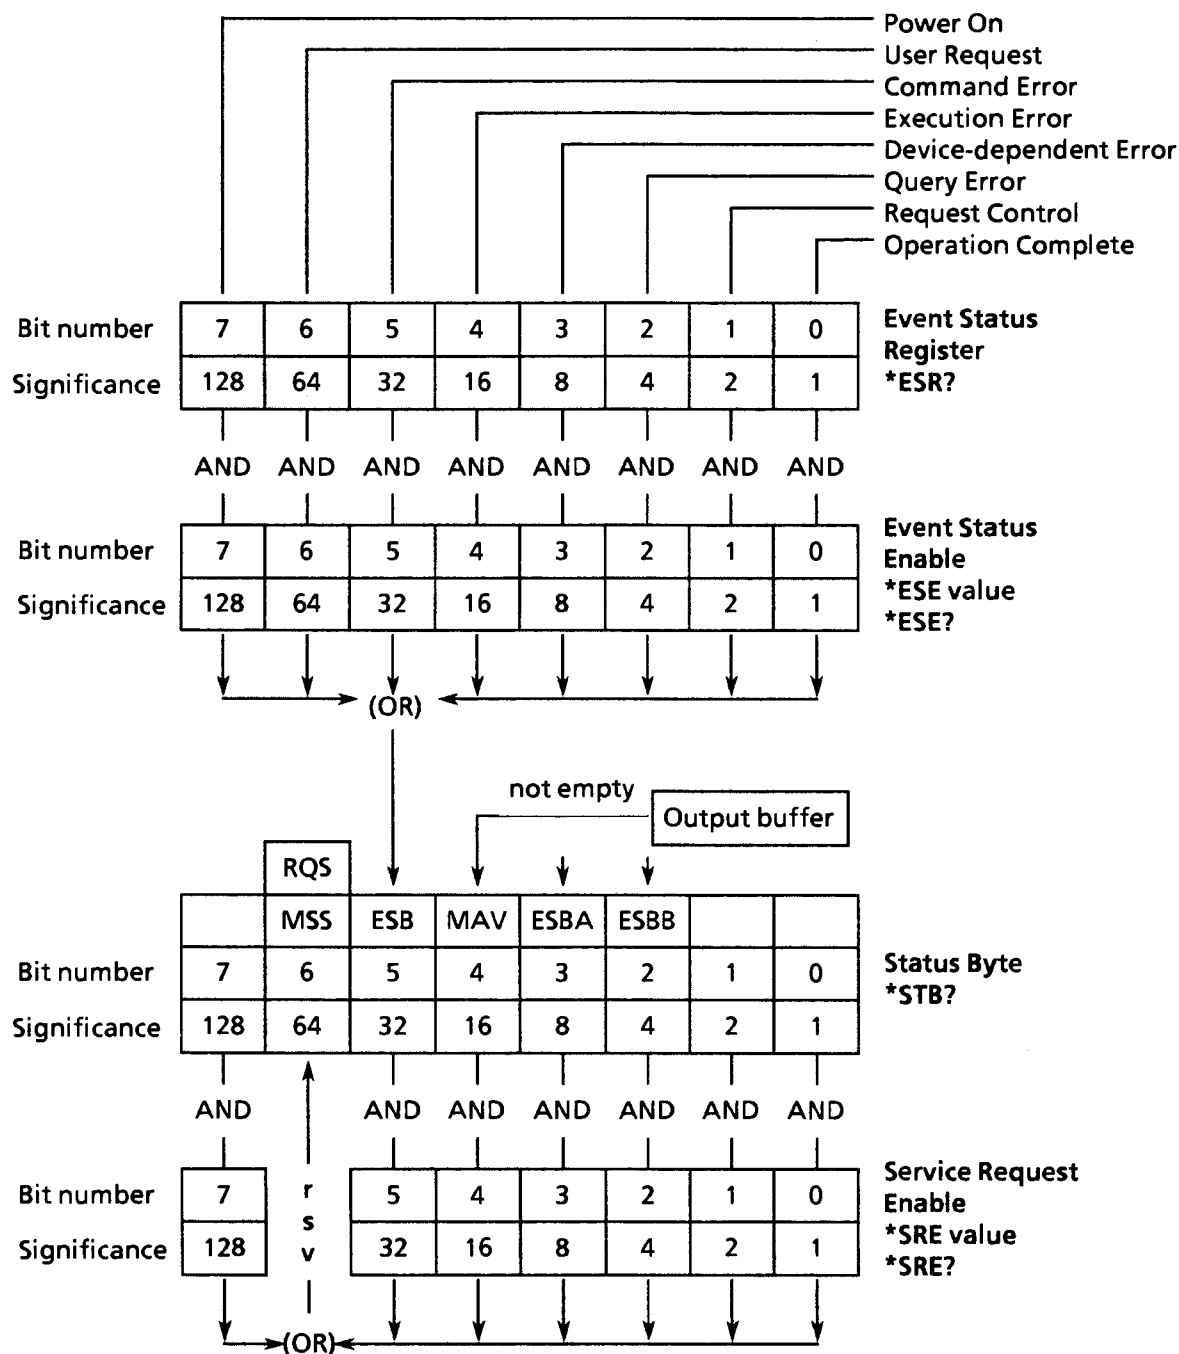 Power On
User Request
Command Error
Execution Error
Device-dependent Error
Query Error
Request Control
Operation Complete
Bit number 7 6 5 4 3 2 1 0
Significance 128 64 32 16 8 4 2 1
Event Status
Register
*ESR?
AND AND AND AND AND AND AND AND
Bit number 7 6 5 4 3 2 1 0
Significance 128 64 32 16 8 4 2 1
Event Status
Enable
*ESE value
*ESE?
(OR)
not empty
Output buffer
RQS
MSS ESB MAV ESBA ESBB
Bit number 7 6 5 4 3 2 1 0
Significance 128 64 32 16 8 4 2 1
Status Byte
*STB?
AND AND AND AND AND AND AND
Bit number 7 5 4 3 2 1 0
Significance 128 32 16 8 4 2 1
rsv
Service Request
Enable
*SRE value
*SRE?
(OR)